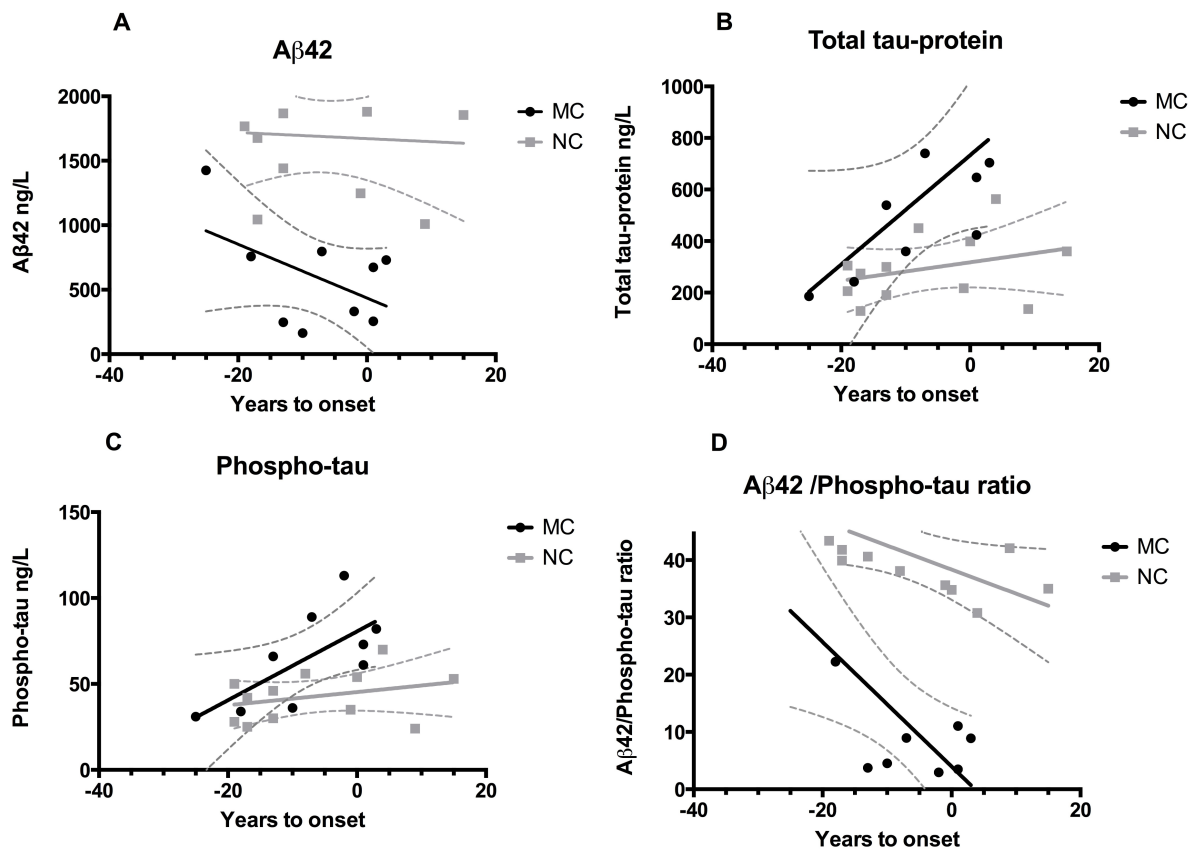 A
Aβ42
2000
1500
1000
500
0
-40
-20
0
20
Aβ42 ng/L
Years to onset
MC
NC
B
Total tau-protein
1000
800
600
400
200
0
-40
-20
0
20
Total tau-protein ng/L
Years to onset
MC
NC
C
Phospho-tau
150
100
50
0
-40
-20
0
20
Phospho-tau ng/L
Years to onset
MC
NC
D
Aβ42 /Phospho-tau ratio
40
30
20
10
0
-40
-20
0
20
Aβ42/Phospho-tau ratio
Years to onset
MC
NC